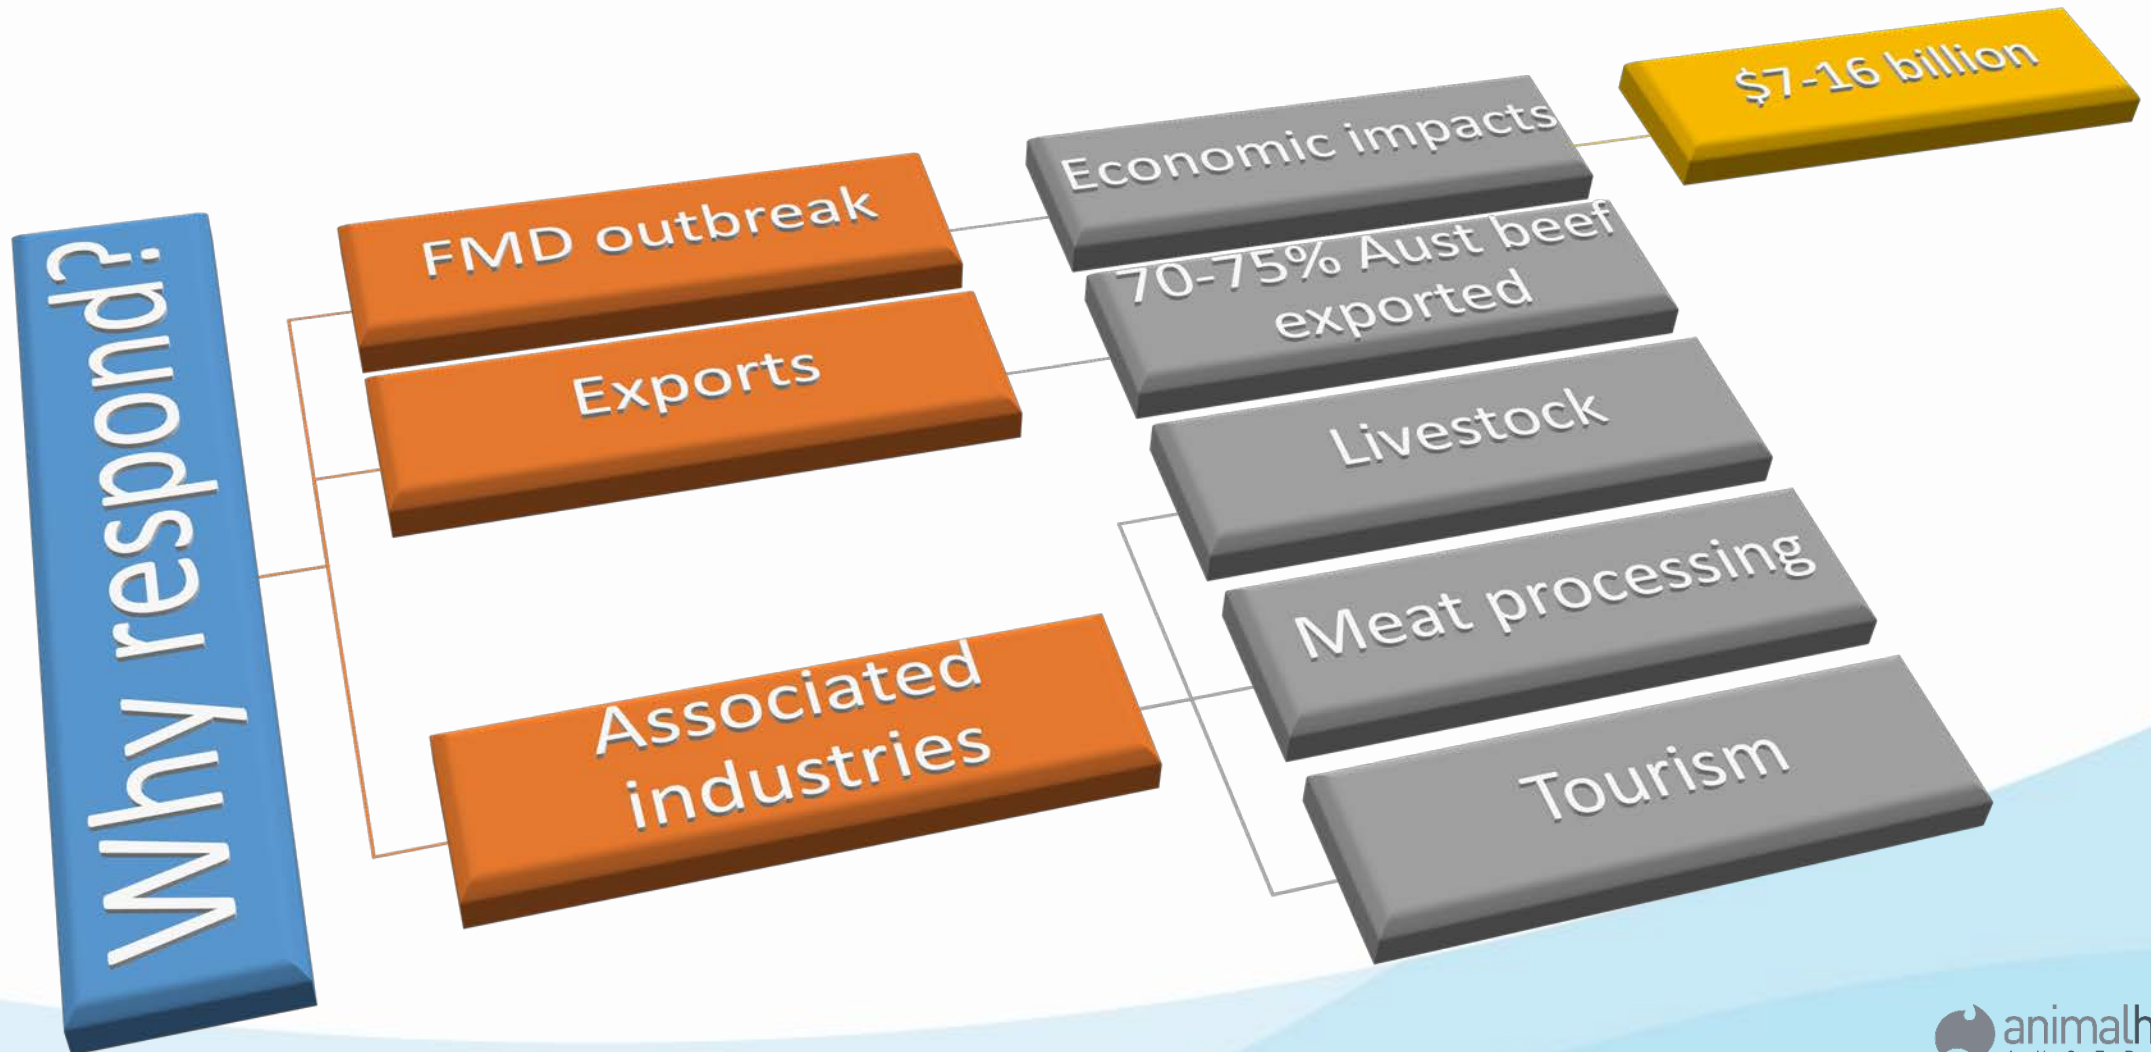 Why respond?
FMD outbreak
Economic impacts
$7-16 billion
Exports
70-75% Aust beef
exported
Associated
industries
Livestock
Meat processing
Tourism
animalh